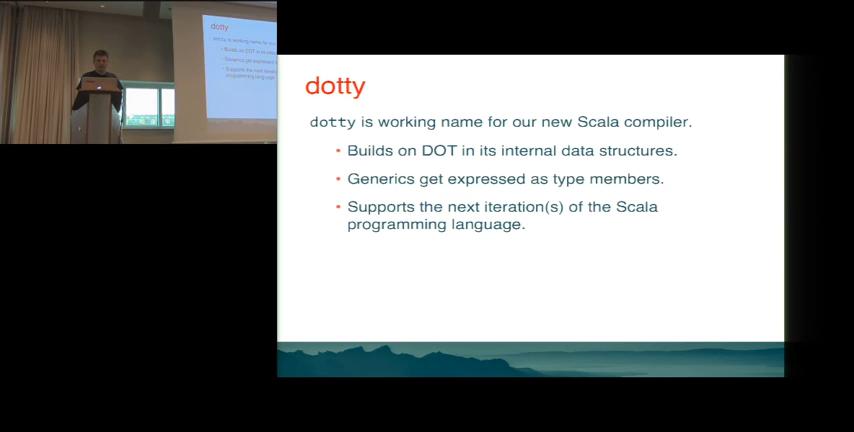 dotty
dotty is working name for our new Scala compiler.
• Builds on DOT in its internal data structures.
• Generics get expressed as type members.
• Supports the next iteration(s) of the Scala
programming language.